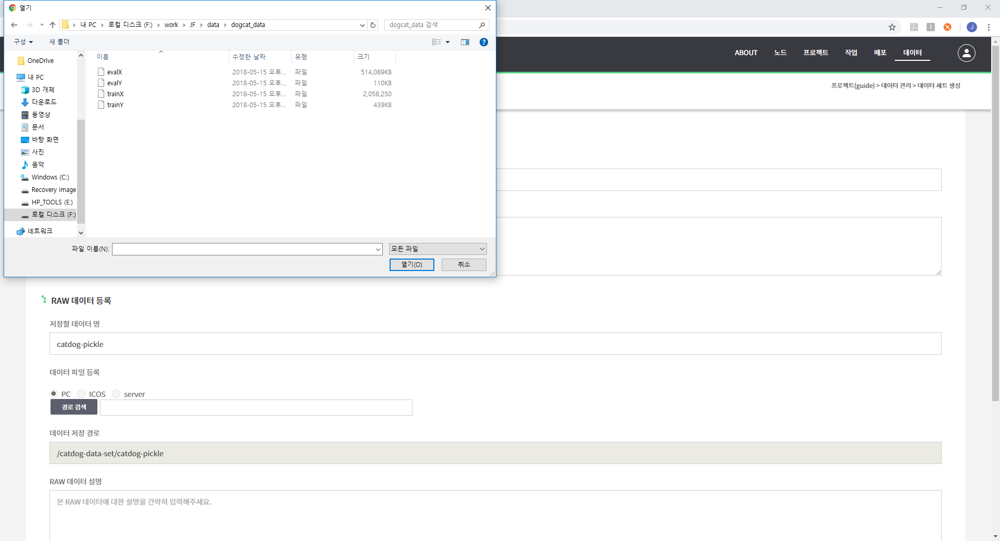 열기
내 PC › 로컬 디스크 (F:) › work › JF › data › dogcat_data
dogcat_data 검색
구성
새 폴더
OneDrive
내 PC
3D 개체
다운로드
동영상
문서
바탕 화면
사진
음악
Windows (C:)
Recovery Image
HP_TOOLS (E:)
로컬 디스크 (F:)
네트워크
이름 수정한 날짜 유형 크기
evalX 2018-05-15 오후... 파일 514,089KB
evalY 2018-05-15 오후... 파일 110KB
trainX 2018-05-15 오후... 파일 2,058,250
trainY 2018-05-15 오후... 파일 439KB
파일 이름(N):
모든 파일
열기(O)
취소
J
ABOUT 노드 프로젝트 작업 배포 데이터
프로젝트(guide) > 데이터 관리 > 데이터 세트 생성
RAW 데이터 등록
저장할 데이터 명
catdog-pickle
데이터 파일 등록
PC ICOS server
경로 검색
데이터 저장 경로
/catdog-data-set/catdog-pickle
RAW 데이터 설명
본 RAW 데이터에 대한 설명을 간략히 입력해주세요.